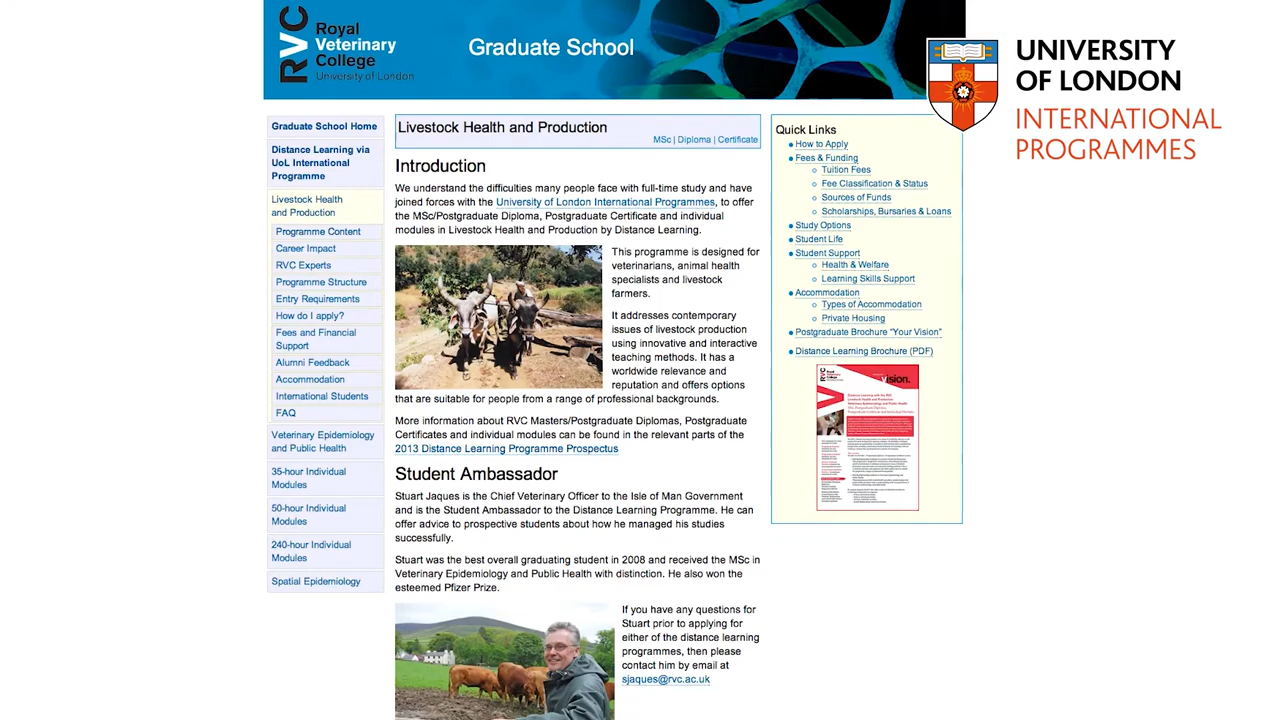 RVC
Royal
Veterinary
College
University of London
Graduate School
UNIVERSITY
OF LONDON
INTERNATIONAL
PROGRAMMES
Graduate School Home
Distance Learning via
UoL International
Programme
Livestock Health
and Production
Programme Content
Career Impact
RVC Experts
Programme Structure
Entry Requirements
How do I apply?
Fees and Financial
Support
Alumni Feedback
Accommodation
International Students
FAQ
Veterinary Epidemiology
and Public Health
35-hour Individual
Modules
50-hour Individual
Modules
240-hour Individual
Modules
Spatial Epidemiology
Livestock Health and Production
MSc | Diploma | Certificate
Introduction
We understand the difficulties many people face with full-time study and have
joined forces with the University of London International Programmes, to offer
the MSc/Postgraduate Diploma, Postgraduate Certificate and individual
modules in Livestock Health and Production by Distance Learning.
This programme is designed for
veterinarians, animal health
specialists and livestock
farmers.
It addresses contemporary
issues of livestock production
using innovative and interactive
teaching methods. It has a
worldwide relevance and
reputation and offers options
that are suitable for people from a range of professional backgrounds.
More information about RVC Masters/Postgraduate Diplomas, Postgraduate
Certificates and individual modules can be found in the relevant parts of the
2013 Distance Learning Programme Prospectus
Student Ambassador
Stuart Jaques is the Chief Veterinary Officer to the Isle of Man Government
and is the Student Ambassador to the Distance Learning Programme. He can
offer advice to prospective students about how he managed his studies
successfully.
Stuart was the best overall graduating student in 2008 and received the MSc in
Veterinary Epidemiology and Public Health with distinction. He also won the
esteemed Pfizer Prize.
If you have any questions for
Stuart prior to applying for
either of the distance learning
programmes, then please
contact him by email at
sjaques@rvc.ac.uk
Quick Links
How to Apply
Fees & Funding
Tuition Fees
Fee Classification & Status
Sources of Funds
Scholarships, Bursaries & Loans
Study Options
Student Life
Student Support
Health & Welfare
Learning Skills Support
Accommodation
Types of Accommodation
Private Housing
Postgraduate Brochure "Your Vision"
Distance Learning Brochure (PDF)
RVC
vision.